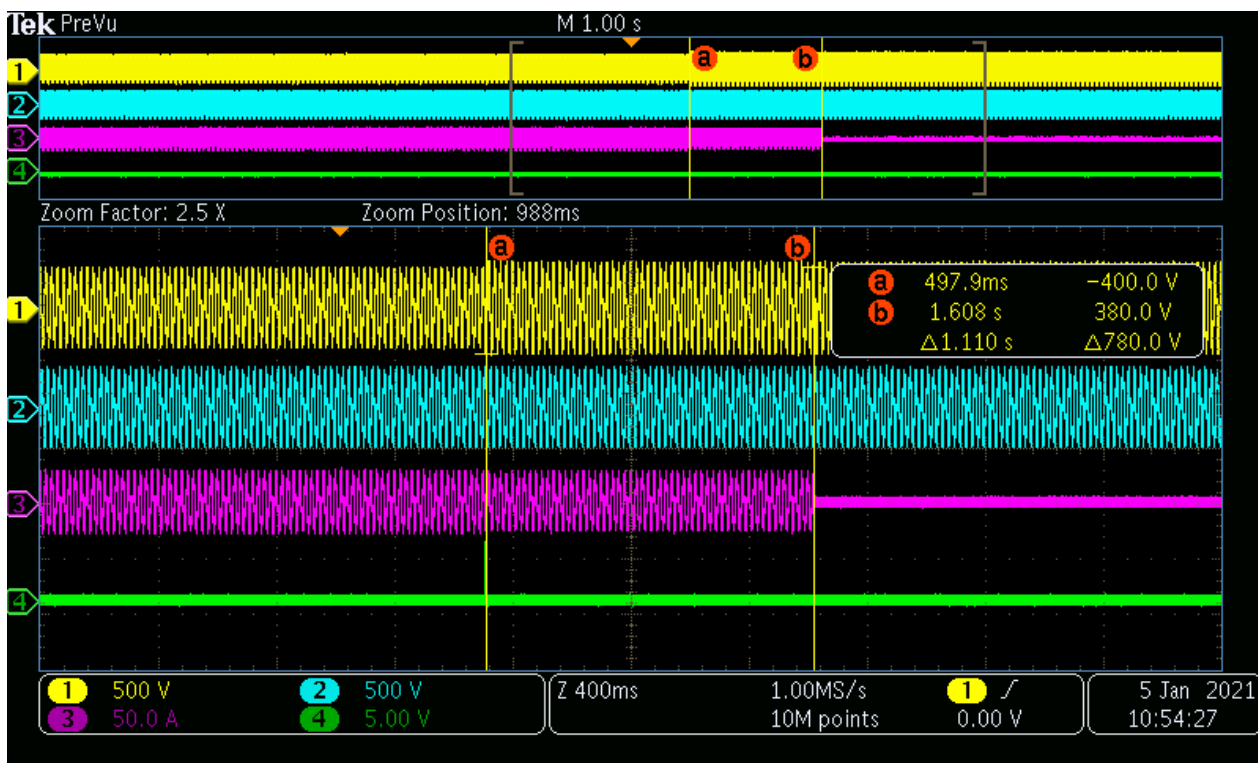 Tek PreVu M 1.00 s
a b
1
2
3
4
Zoom Factor: 2.5 X Zoom Position: 988ms
a b
a 497.9ms −400.0 V
b 1.608 s 380.0 V
△1.110 s △780.0 V
1
2
3
4
1 500 V 2 500 V Z 400ms 1.00MS/s 1 5 Jan 2021
3 50.0 A 4 5.00 V 10M points 0.00 V 10:54:27